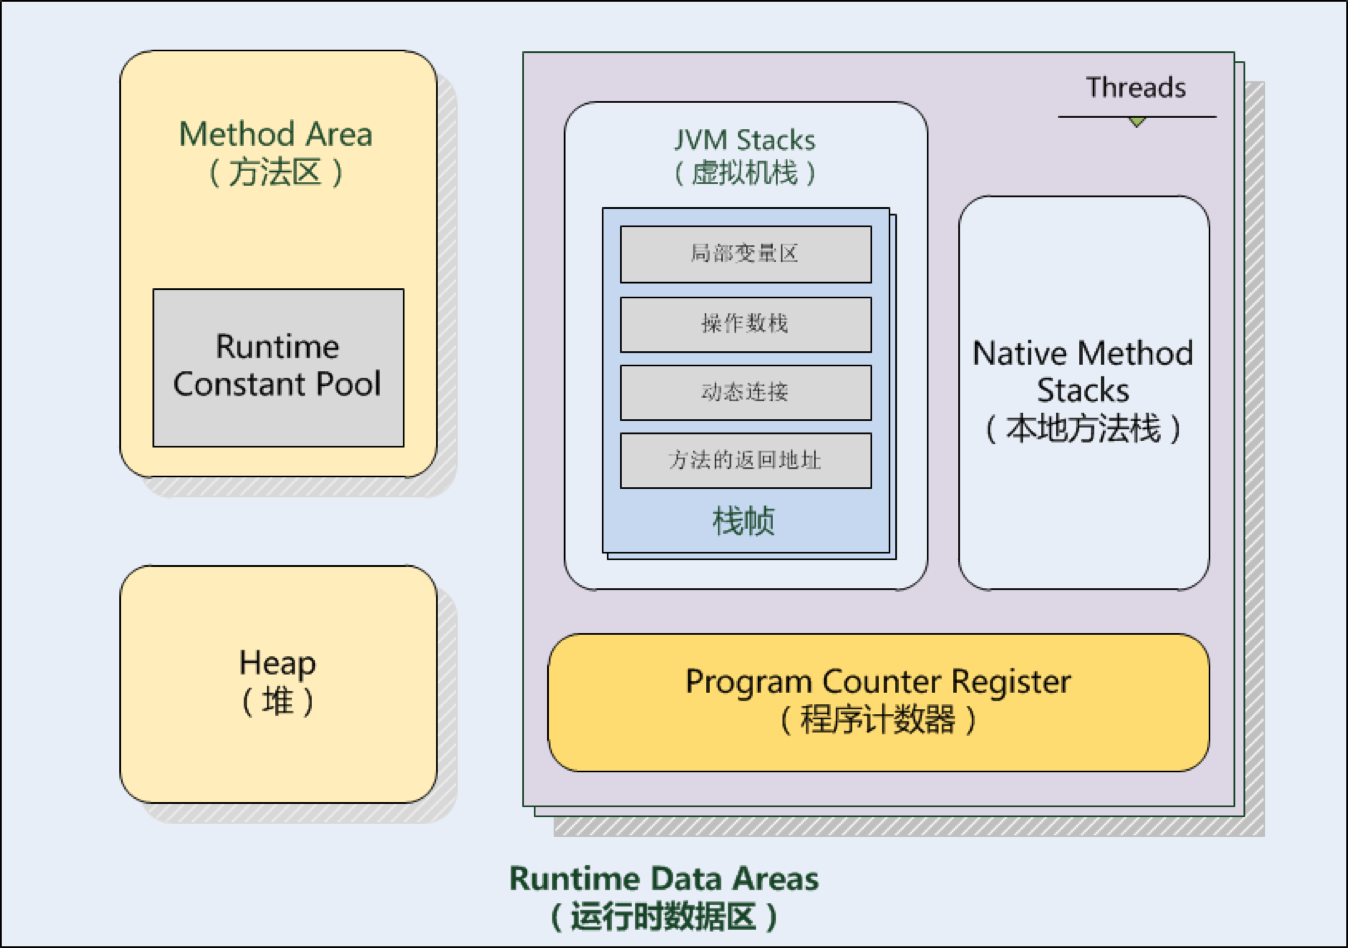 Method Area
（方法区）
Runtime
Constant Pool
Heap
（堆）
Threads
JVM Stacks
（虚拟机栈）
局部变量区
操作数栈
动态连接
方法的返回地址
栈帧
Native Method
Stacks
（本地方法栈）
Program Counter Register
（程序计数器）
Runtime Data Areas
（运行时数据区）